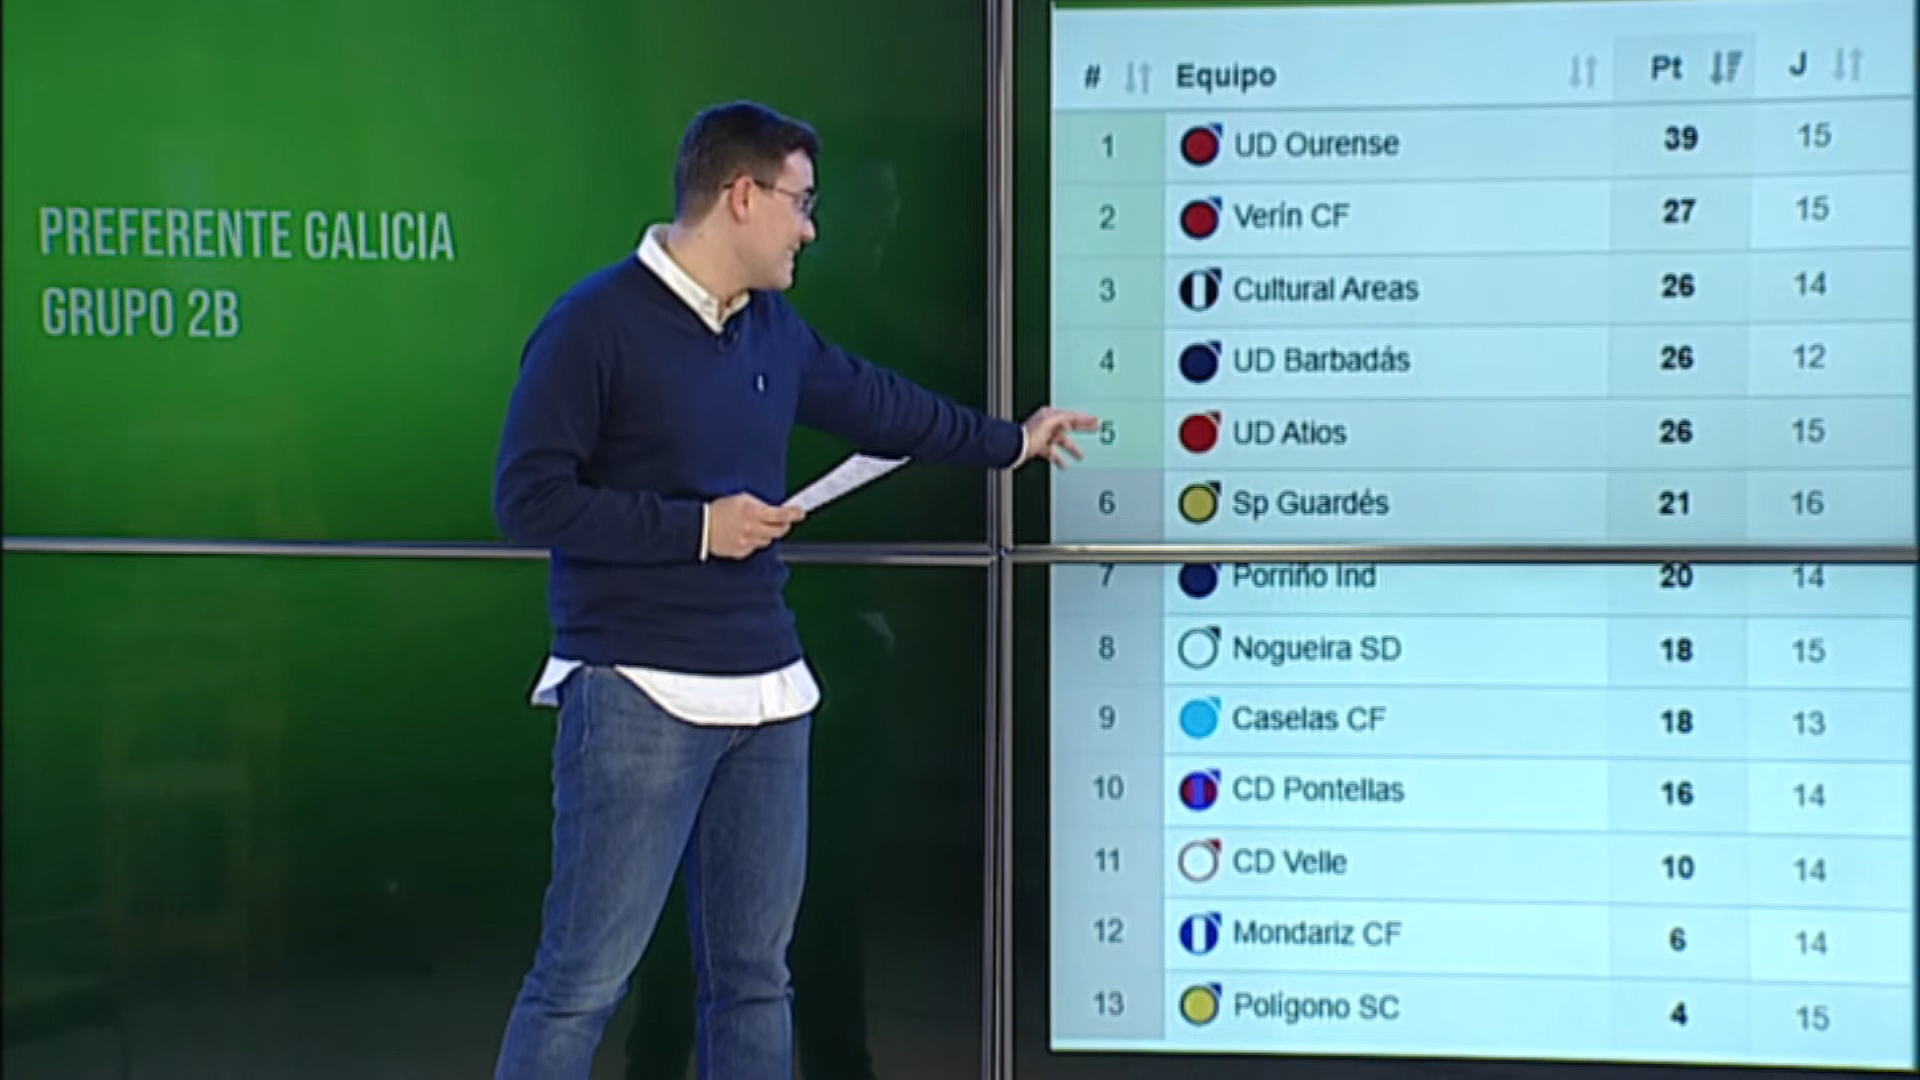 PREFERENTE GALICIA
GRUPO 2B
# Equipo Pt J
1 UD Ourense 39 15
2 Verín CF 27 15
3 Cultural Areas 26 14
4 UD Barbadás 26 12
5 UD Atios 26 15
6 Sp Guardés 21 16
7 Porriño Ind 20 14
8 Nogueira SD 18 15
9 Caselas CF 18 13
10 CD Pontellas 16 14
11 CD Velle 10 14
12 Mondariz CF 6 14
13 Polígono SC 4 15